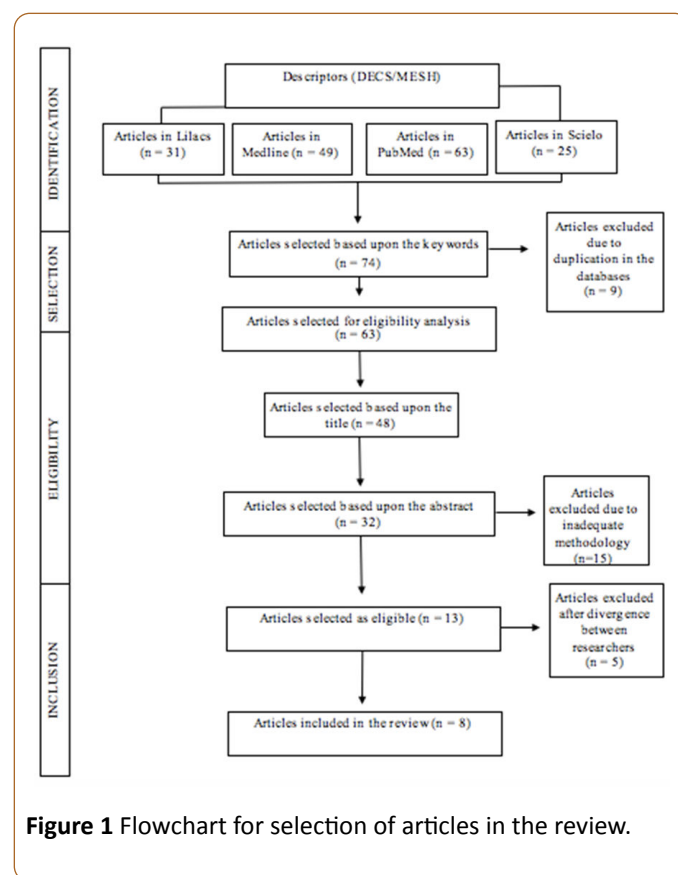 IDENTIFICATION
Descriptors (DECS/MESH)
Articles in Lilacs
(n = 31)
Articles in
Medline (n = 49)
Articles in
PubMed (n = 63)
Articles in Scielo
(n = 25)
SELECTION
Articles selected based upon the keywords
(n = 74)
Articles excluded
due to
duplication in the
databases
(n = 9)
Articles selected for eligibility analysis
(n = 63)
ELIGIBILITY
Articles selected based upon the
title (n = 48)
Articles selected based upon the abstract
(n = 32)
Articles
excluded due to
inadequate
methodology
(n=15)
INCLUSION
Articles selected as eligible (n = 13)
Articles excluded
after divergence
between
researchers
(n = 5)
Articles included in the review (n = 8)
Figure 1 Flowchart for selection of articles in the review.